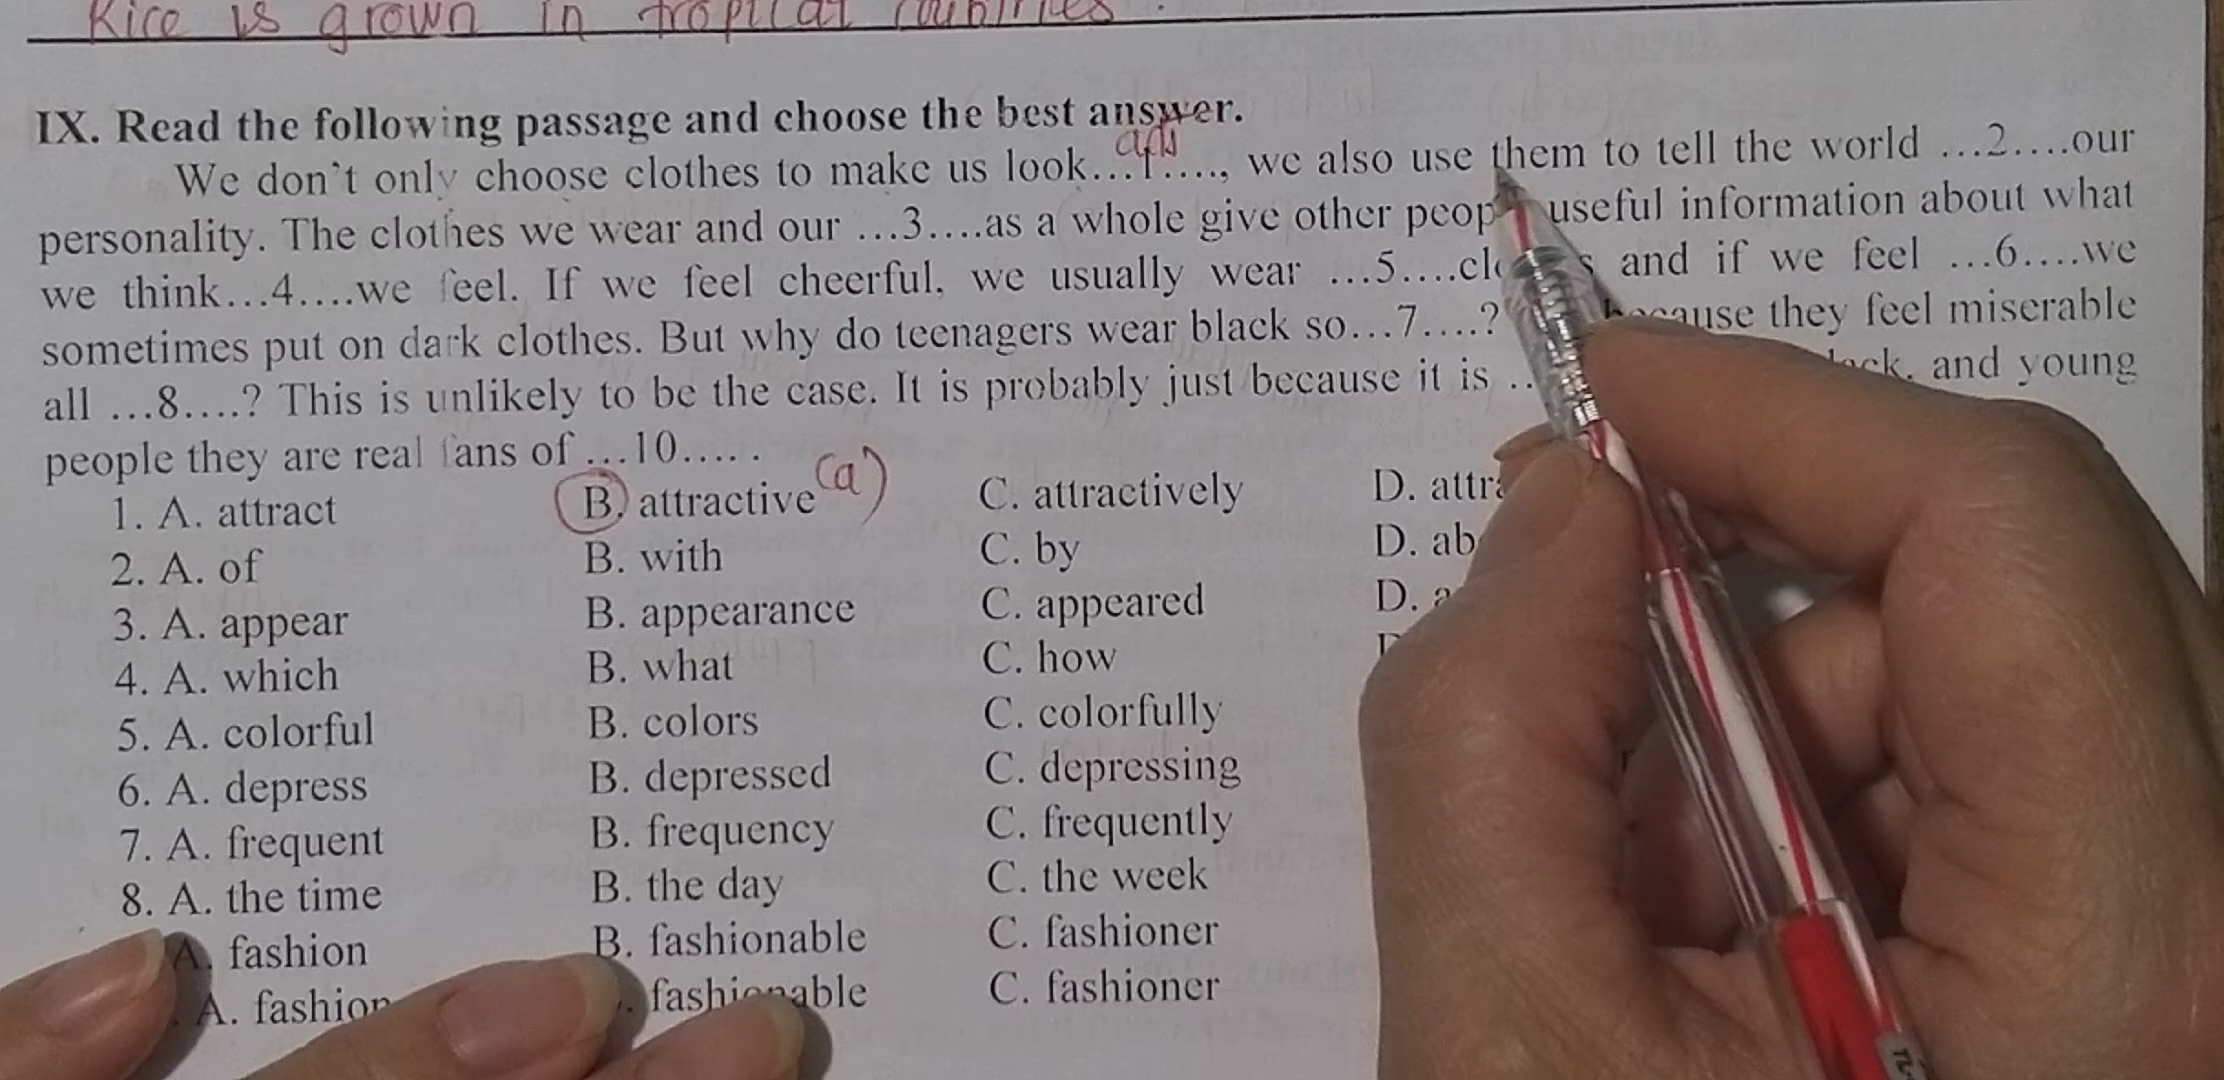 Rice is grown in tropical countries.
IX. Read the following passage and choose the best answer.
We don't only choose clothes to make us look...1...., we also use them to tell the world ...2....our
personality. The clothes we wear and our ...3....as a whole give other useful information about what
we think...4....we feel. If we feel cheerful, we usually wear ...5.... and if we feel ...6....we
sometimes put on dark clothes. But why do teenagers wear black so...7....? because they feel miserable
all ...8....? This is unlikely to be the case. It is probably just because it is and young
people they are real fans of ...10.... .
1. A. attract B. attractive (a) C. attractively D.
2. A. of B. with C. by D.
3. A. appear B. appearance C. appeared D.
4. A. which B. what C. how
5. A. colorful B. colors C. colorfully
6. A. depress B. depressed C. depressing
7. A. frequent B. frequency C. frequently
8. A. the time B. the day C. the week
A. fashion B. fashionable C. fashioner
A. fashion fashionable C. fashioner